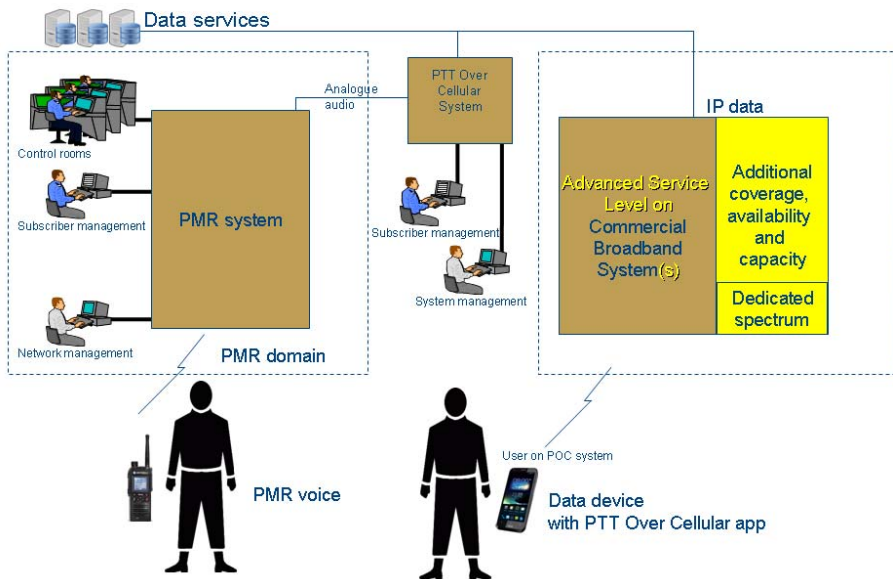 Data services
Analogue
audio
PTT Over
Cellular
System
IP data
Control rooms
Subscriber management
PMR system
Network management
PMR domain
Subscriber management
System management
Advanced Service
Level on
Commercial
Broadband
System(s)
Additional
coverage,
availability
and
capacity
Dedicated
spectrum
PMR voice
User on POC system
Data device
with PTT Over Cellular app